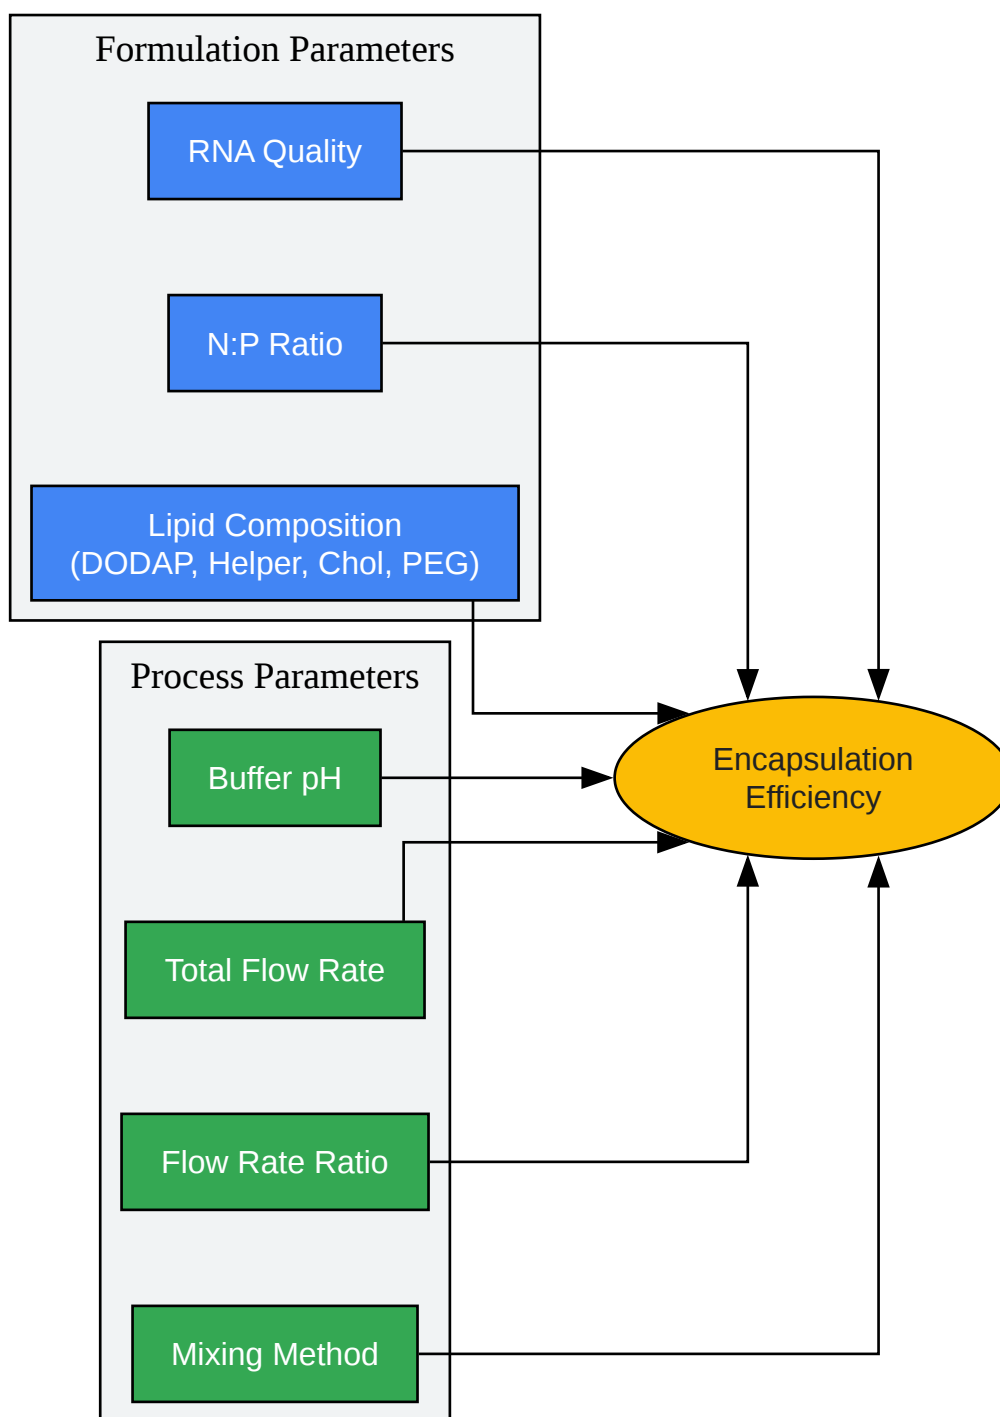 Formulation Parameters
RNA Quality
N:P Ratio
Lipid Composition
(DODAP, Helper, Chol, PEG)
Process Parameters
Buffer pH
Encapsulation
Efficiency
Total Flow Rate
Flow Rate Ratio
Mixing Method